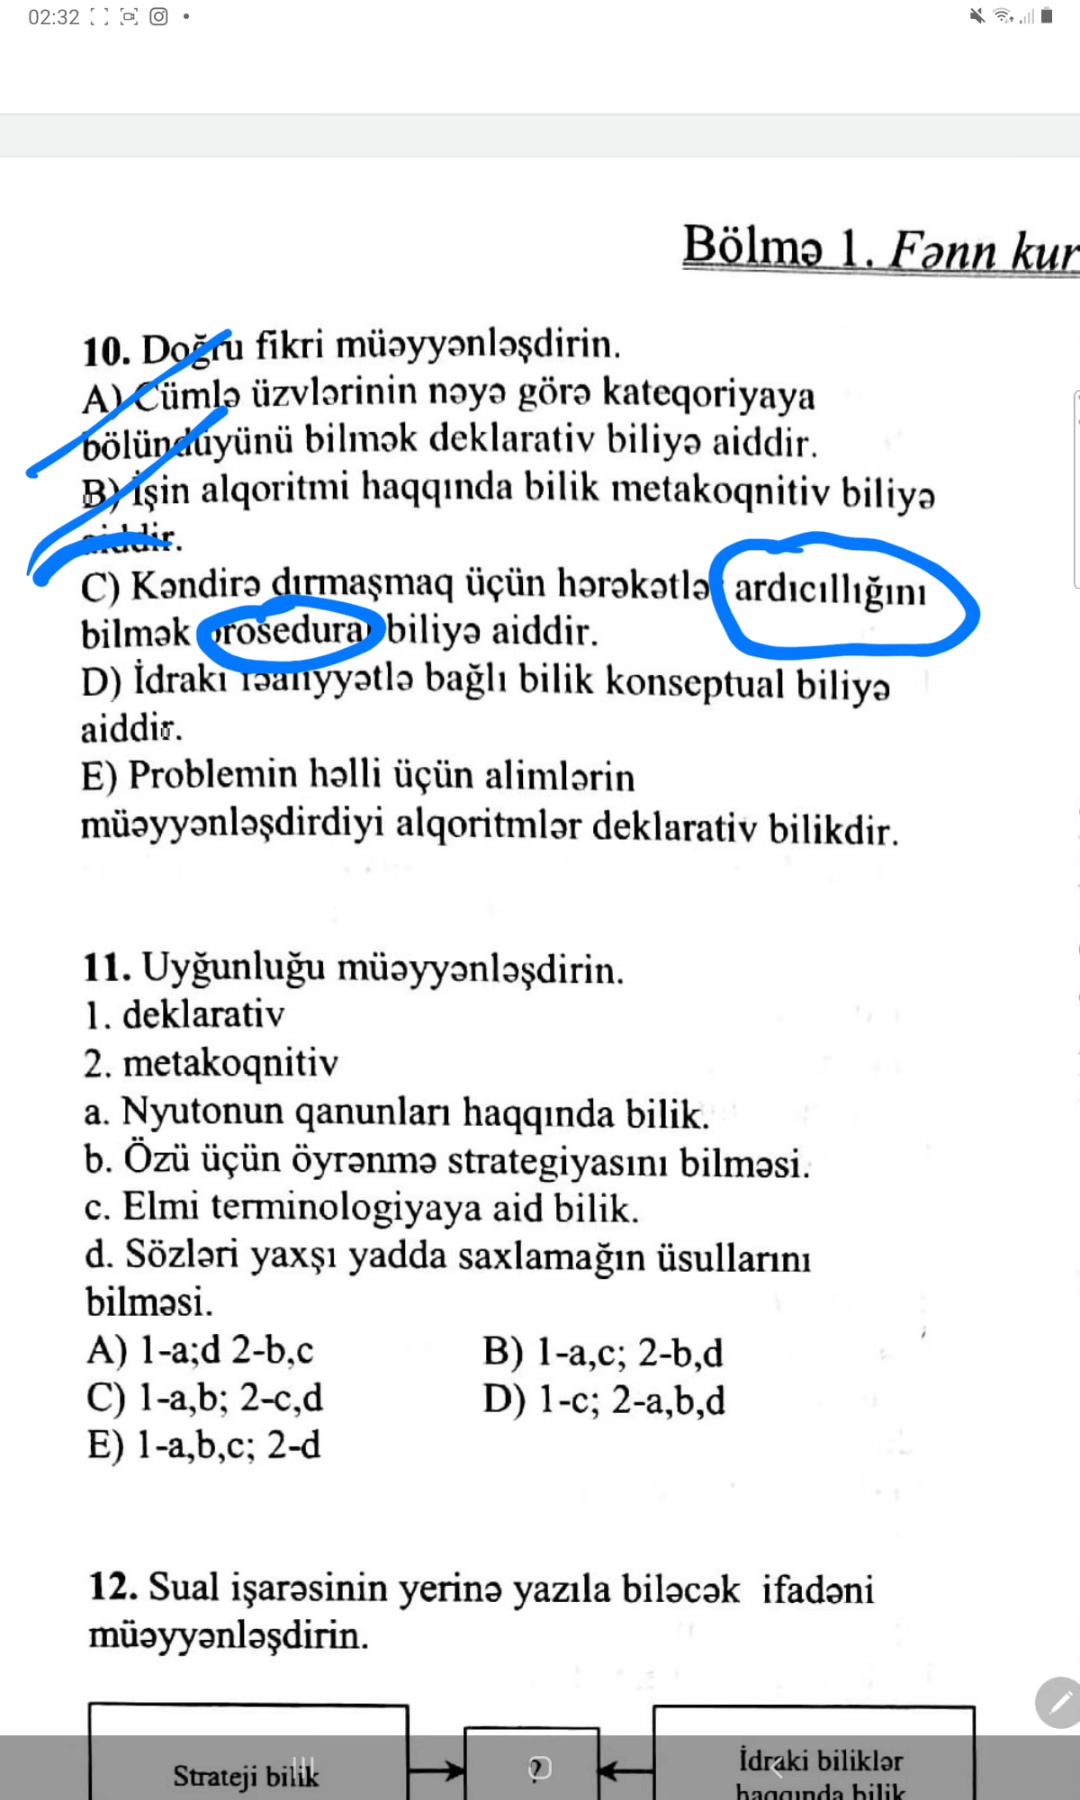 02:32
Bölmə 1. Fənn kur
10. Doğru fikri müəyyənləşdirin.
A) Cümlə üzvlərinin nəyə görə kateqoriyaya
bölündüyünü bilmək deklarativ biliyə aiddir.
B) İşin alqoritmi haqqında bilik metakoqnitiv biliyə
aiddir.
C) Kəndirə dırmaşmaq üçün hərəkətlər ardıcıllığını
bilmək prosedural biliyə aiddir.
D) İdraki fəaliyyətlə bağlı bilik konseptual biliyə
aiddir.
E) Problemin həlli üçün alimlərin
müəyyənləşdirdiyi alqoritmlər deklarativ bilikdir.
11. Uyğunluğu müəyyənləşdirin.
1. deklarativ
2. metakoqnitiv
a. Nyutonun qanunları haqqında bilik.
b. Özü üçün öyrənmə strategiyasını bilməsi.
c. Elmi terminologiyaya aid bilik.
d. Sözləri yaxşı yadda saxlamağın üsullarını
bilməsi.
A) 1-a;d 2-b,c B) 1-a,c; 2-b,d
C) 1-a,b; 2-c,d D) 1-c; 2-a,b,d
E) 1-a,b,c; 2-d
12. Sual işarəsinin yerinə yazıla biləcək ifadəni
müəyyənləşdirin.
Strateji bilik ? İdraki biliklər
haqqında bilik